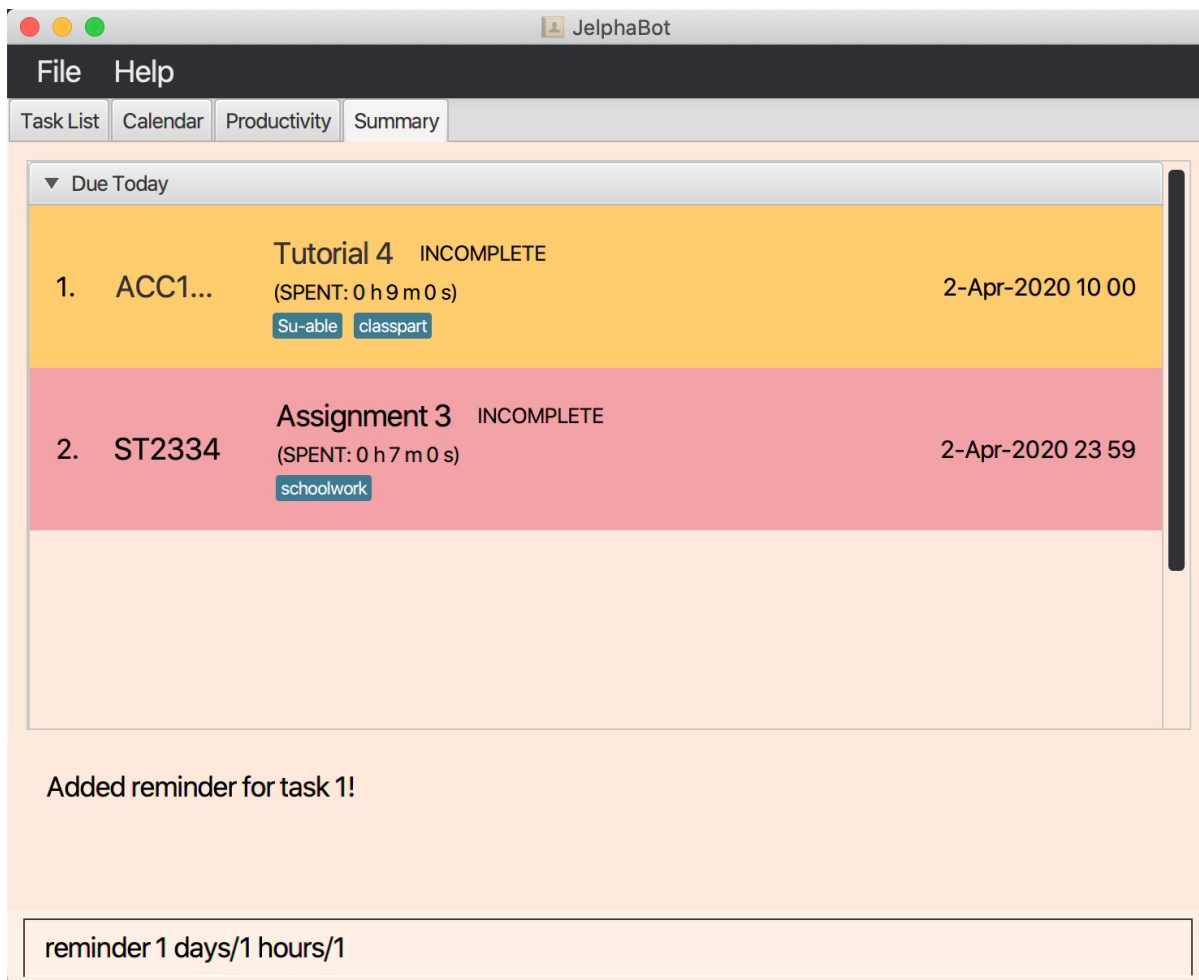 JelphaBot
File Help
Task List Calendar Productivity Summary
Due Today
Tutorial 4 INCOMPLETE
1. ACC1... 2-Apr-2020 10 00
(SPENT: 0 h 9 m 0 s)
Su-able classpart
Assignment 3 INCOMPLETE
2. ST2334 2-Apr-2020 23 59
(SPENT: 0 h 7 m 0 s)
schoolwork
Added reminder for task 1!
reminder 1 days/1 hours/1